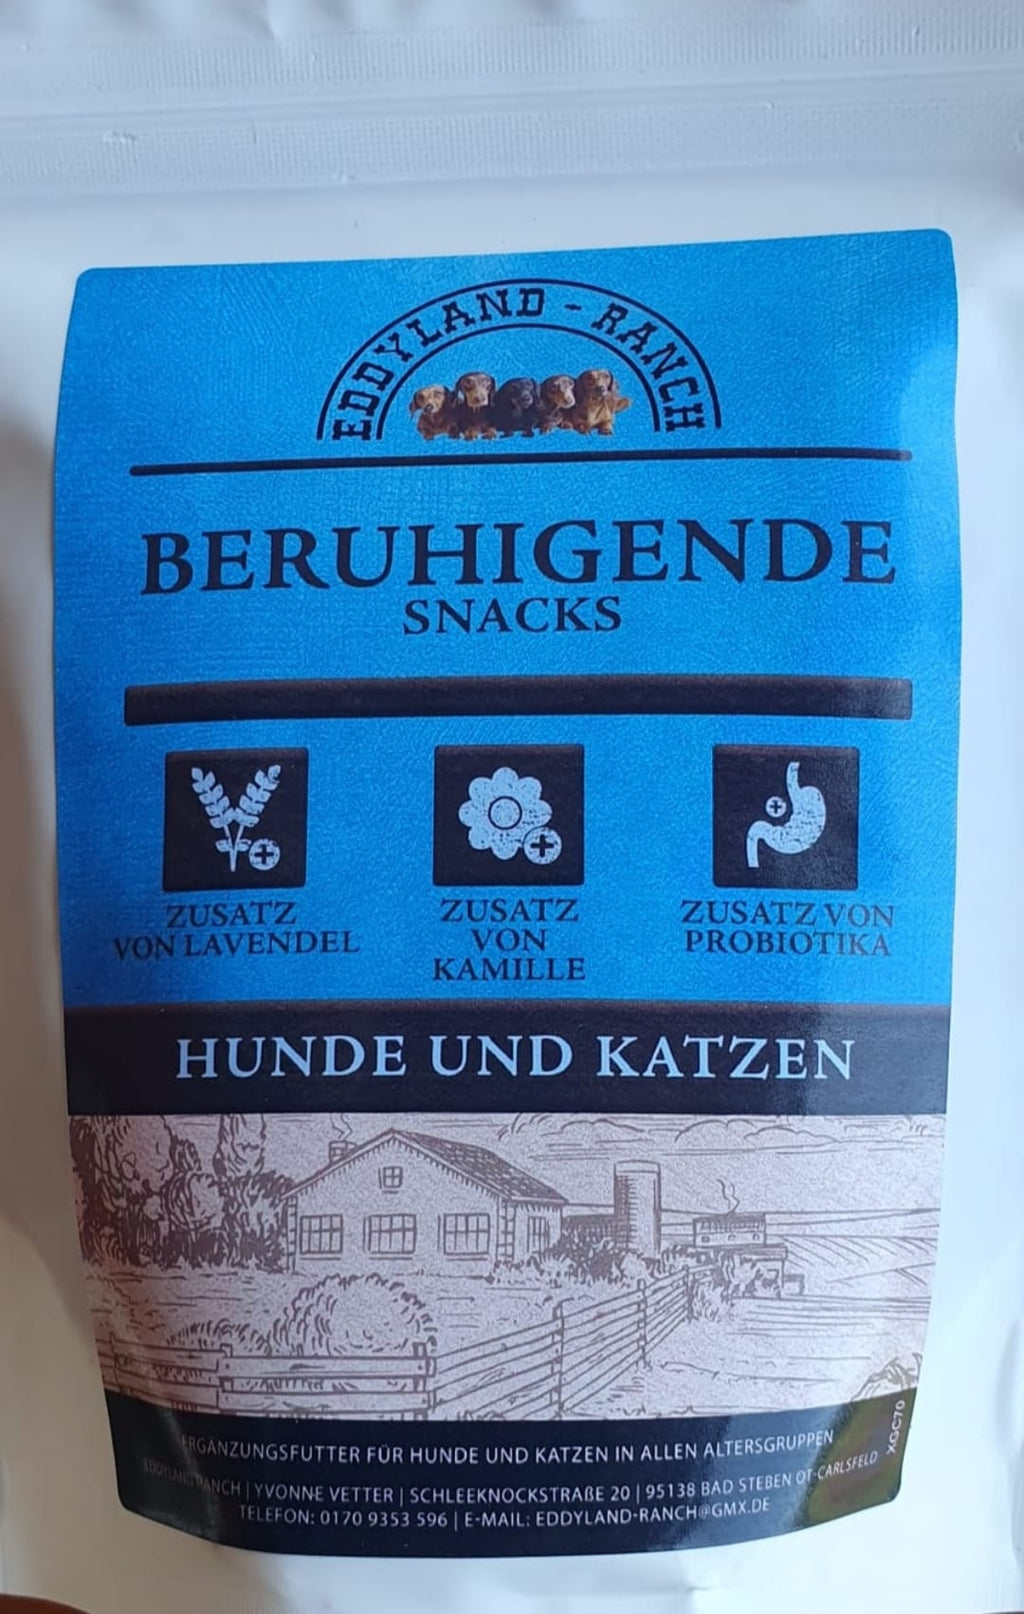 EDDYLAND - RANCH
BERUHIGENDE
SNACKS
ZUSATZ
VON LAVENDEL
ZUSATZ
VON
KAMILLE
ZUSATZ VON
PROBIOTIKA
HUNDE UND KATZEN
ERGÄNZUNGSFUTTER FÜR HUNDE UND KATZEN IN ALLEN ALTERSGRUPPEN
EDDYLAND RANCH | YVONNE VETTER | SCHLEEKNOCKSTRAßE 20 | 95138 BAD STEBEN OT-CARLSFELD
TELEFON: 0170 9353 596 | E-MAIL: EDDYLAND-RANCH@GMX.DE
XGC70